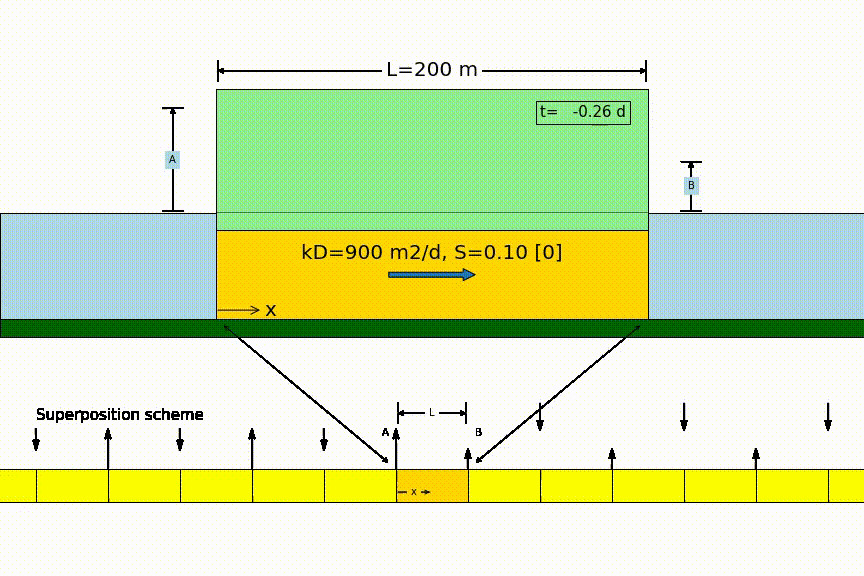 L=200 m
t= -0.26 d
A
B
kD=900 m2/d, S=0.10 [0]
x
Superposition scheme
L
A
B
x